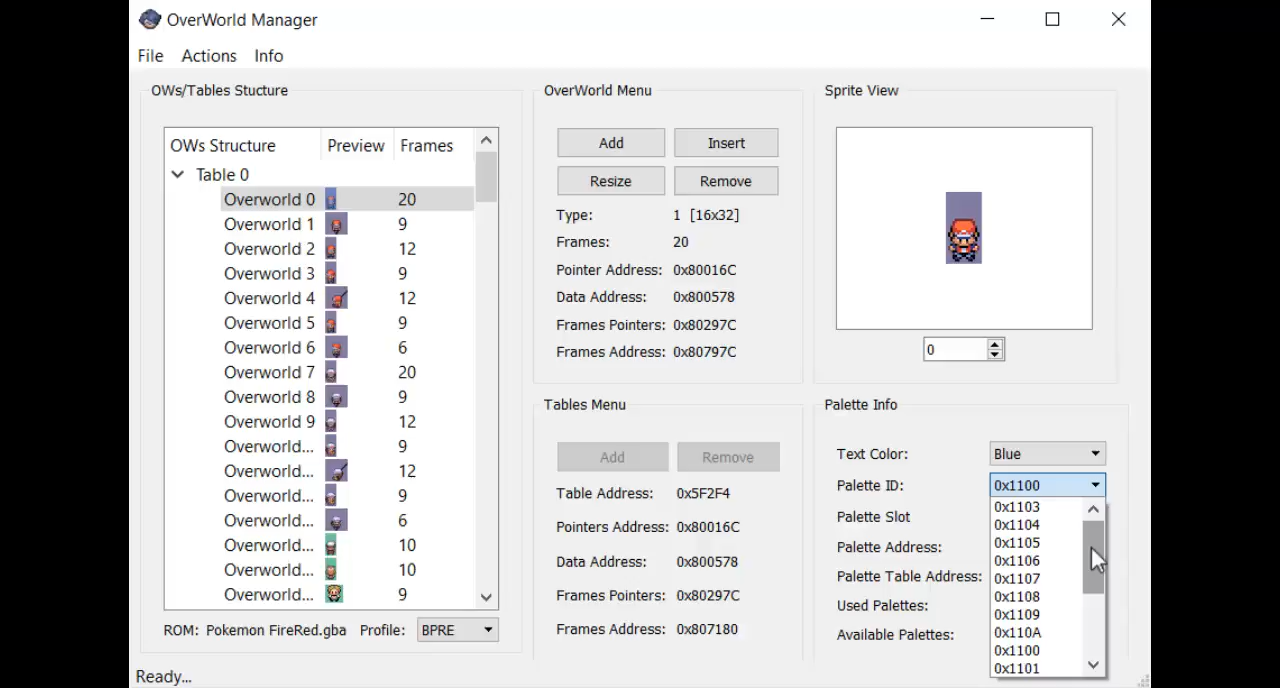 OverWorld Manager
File Actions Info
OWs/Tables Stucture
OWs Structure Preview Frames
Table 0
Overworld 0 20
Overworld 1 9
Overworld 2 12
Overworld 3 9
Overworld 4 12
Overworld 5 9
Overworld 6 6
Overworld 7 20
Overworld 8 9
Overworld 9 12
Overworld... 9
Overworld... 12
Overworld... 9
Overworld... 6
Overworld... 10
Overworld... 10
Overworld... 9
ROM: Pokemon FireRed.gba Profile: BPRE
Ready...
OverWorld Menu
Add Insert
Resize Remove
Type: 1 [16x32]
Frames: 20
Pointer Address: 0x80016C
Data Address: 0x800578
Frames Pointers: 0x80297C
Frames Address: 0x80797C
Tables Menu
Add Remove
Table Address: 0x5F2F4
Pointers Address: 0x80016C
Data Address: 0x800578
Frames Pointers: 0x80297C
Frames Address: 0x807180
Sprite View
0
Palette Info
Text Color: Blue
Palette ID: 0x1100
Palette Slot
Palette Address:
Palette Table Address:
Used Palettes:
Available Palettes:
0x1103
0x1104
0x1105
0x1106
0x1107
0x1108
0x1109
0x110A
0x1100
0x1101